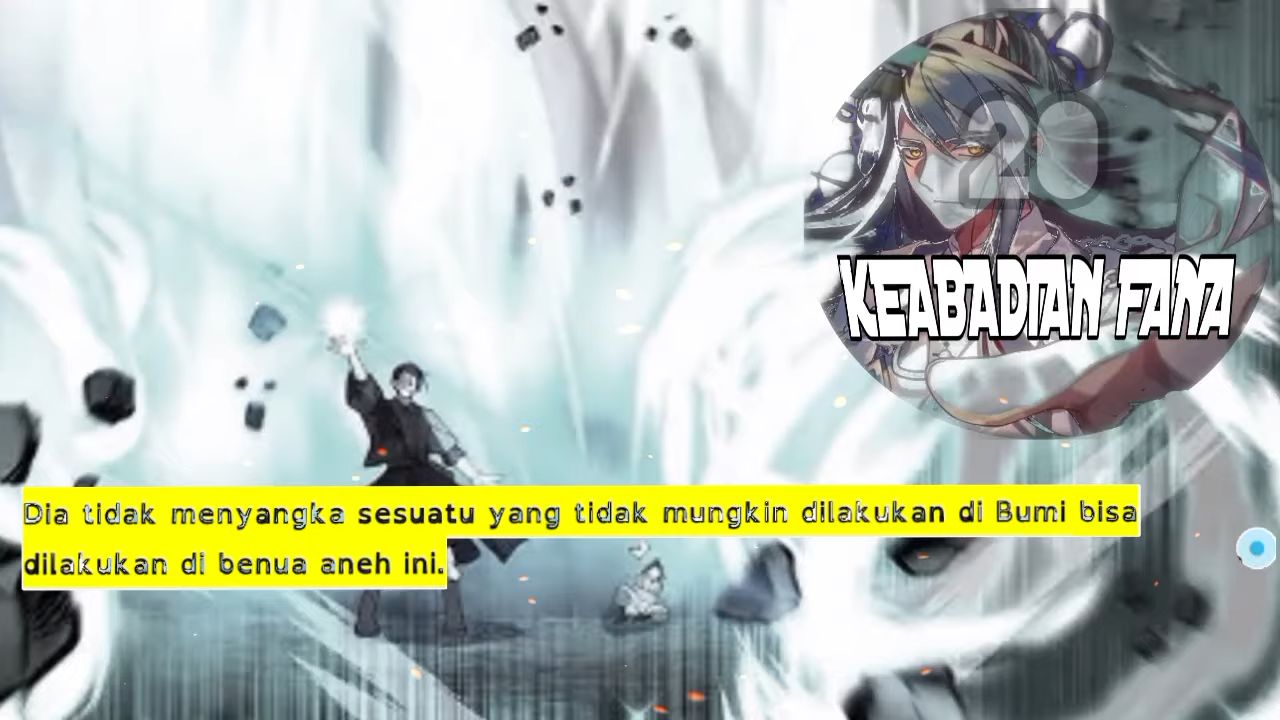 20
KEABADIAN FANA
Dia tidak menyangka sesuatu yang tidak mungkin dilakukan di Bumi bisa
dilakukan di benua aneh ini.